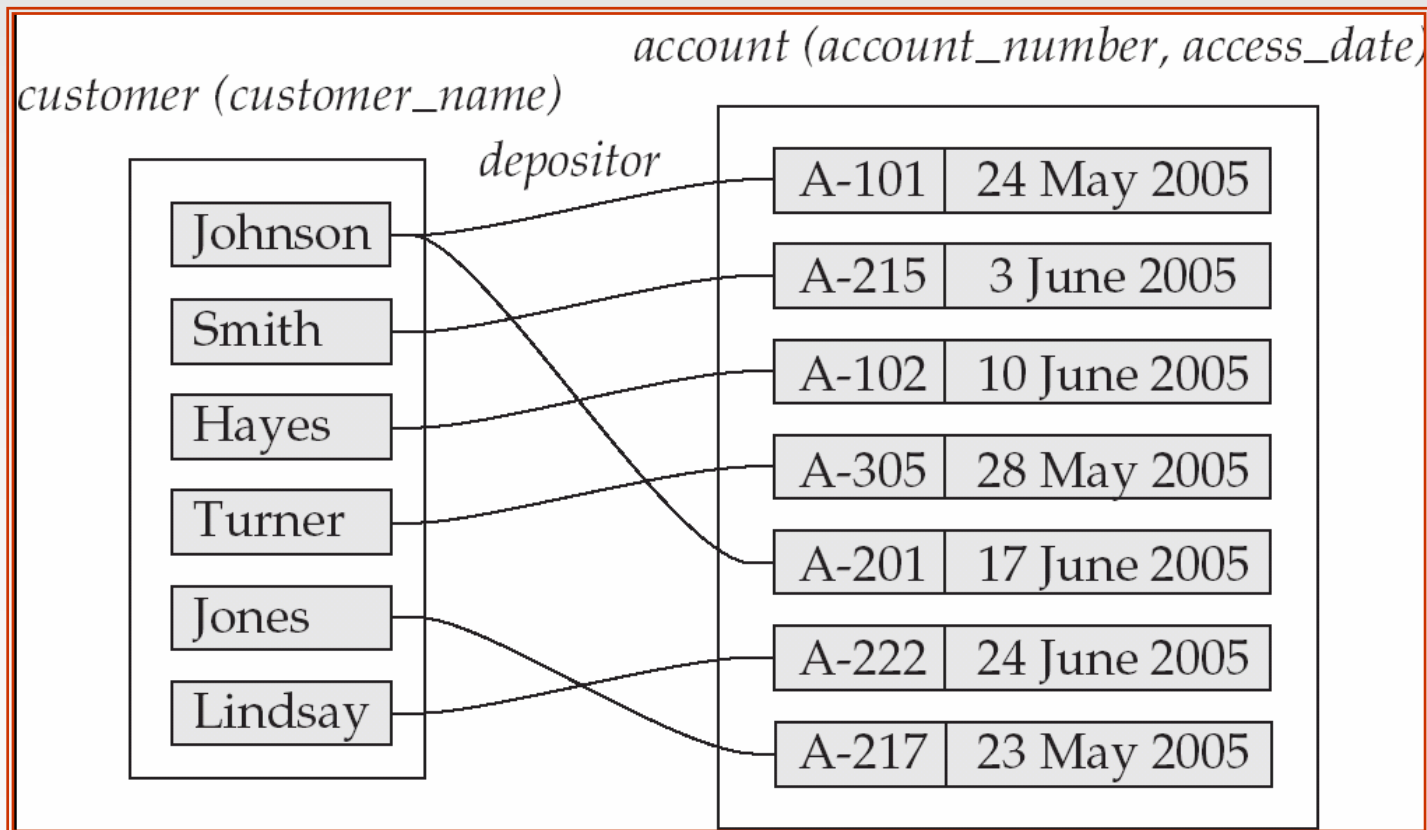 account (account_number, access_date)
customer (customer_name)
depositor
Johnson
Smith
Hayes
Turner
Jones
Lindsay
A-101 24 May 2005
A-215 3 June 2005
A-102 10 June 2005
A-305 28 May 2005
A-201 17 June 2005
A-222 24 June 2005
A-217 23 May 2005